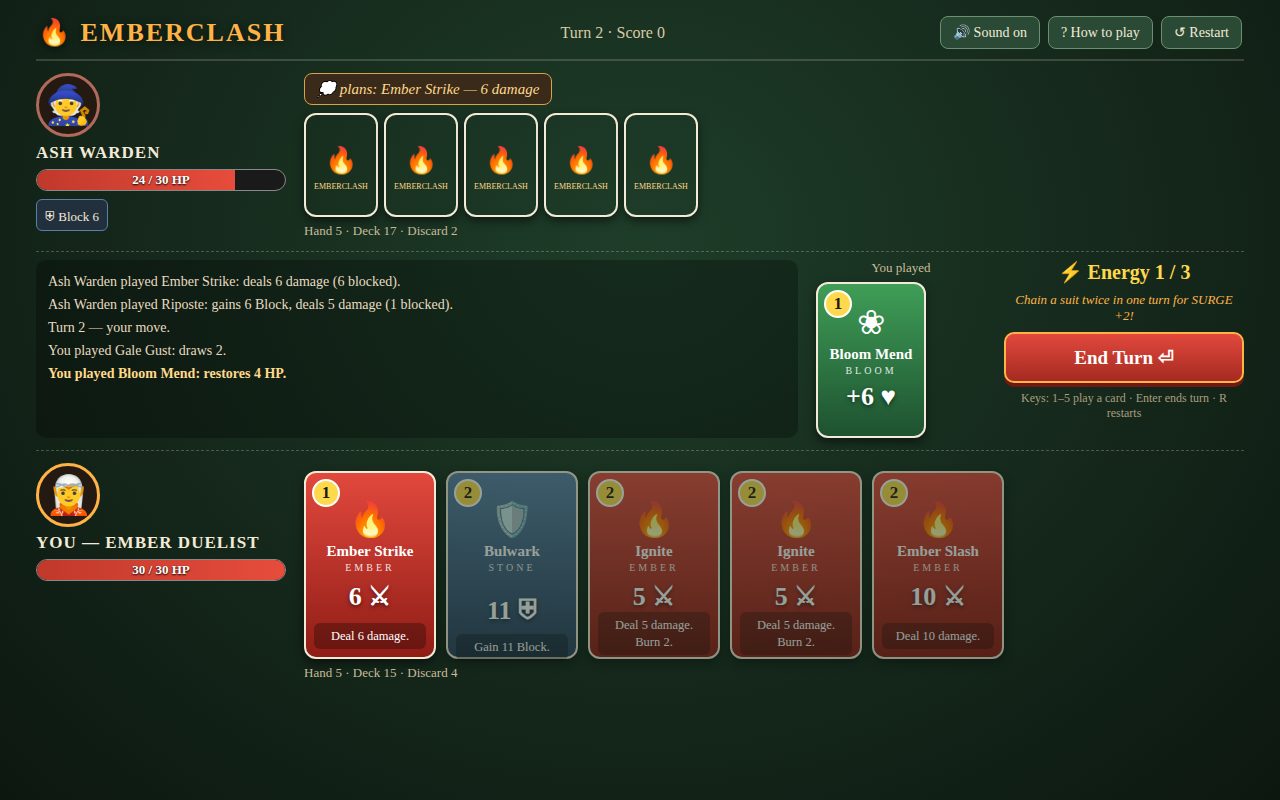 EMBERCLASH
Turn 2 · Score 0
Sound on
? How to play
↺ Restart
plans: Ember Strike — 6 damage
EMBERCLASH
EMBERCLASH
EMBERCLASH
EMBERCLASH
EMBERCLASH
ASH WARDEN
24 / 30 HP
Block 6
Hand 5 · Deck 17 · Discard 2
Ash Warden played Ember Strike: deals 6 damage (6 blocked).
Ash Warden played Riposte: gains 6 Block, deals 5 damage (1 blocked).
Turn 2 — your move.
You played Gale Gust: draws 2.
You played Bloom Mend: restores 4 HP.
You played
1
Bloom Mend
BLOOM
+6 ♥
⚡ Energy 1 / 3
Chain a suit twice in one turn for SURGE
+2!
End Turn ⏎
Keys: 1–5 play a card · Enter ends turn · R
restarts
YOU — EMBER DUELIST
30 / 30 HP
1
Ember Strike
EMBER
6 ⚔
Deal 6 damage.
2
Bulwark
STONE
11 ⛨
Gain 11 Block.
2
Ignite
EMBER
5 ⚔
Deal 5 damage.
Burn 2.
2
Ignite
EMBER
5 ⚔
Deal 5 damage.
Burn 2.
2
Ember Slash
EMBER
10 ⚔
Deal 10 damage.
Hand 5 · Deck 15 · Discard 4